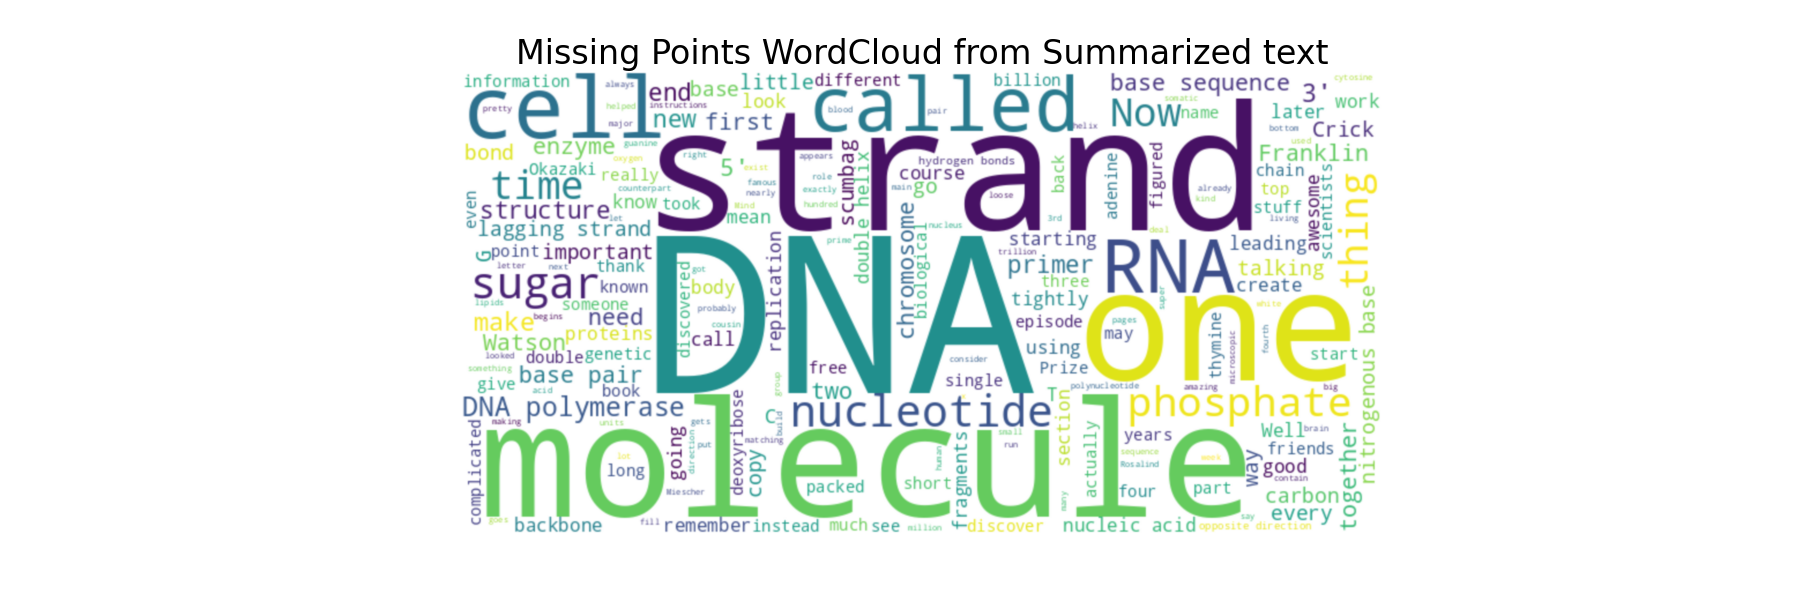 Missing Points WordCloud from Summarized text
information always little different billion base sequence cytosine
cell end base called Now 3'
pretty helped instructions look blood pair somatic name later work
major new first helix bottom Crick
bond enzyme guanine strand used Franklin
Okazaki oxygen right 5' exist appears scumbag hydrogen bonds back adenine figured chain
time really counterpart famous role double helix course main go already top scientists thing
even structure know took nearly exactly loose kind stuff awesome
let mean Wind hundred 3rd living
lagging strand prime nucleus deal
G point important replication chromosome biological starting RNA leading
letter next thank discovered got DNA trillion primer talking
sugar known body three create
lipids someone tightly super one white nitrogenous base
make begins need probably episode pages
Watson proteins cousin call may thymine microscopic fourth
looked double genetic consider using start
something base pair free Prize
give acid book group two single T polynucleotide amazing big
DNA polymerase deoxyribose C nucleotide section phosphate
making units gets build
complicated molecule going direction put matching small run years Well brain
long copy fragments human actually sequence week way friends
Rosalind good contain together
Wiescher packed short many four part carbon
every
goes backbone fill remember instead much see million discover nucleic acid say opposite direction
lot